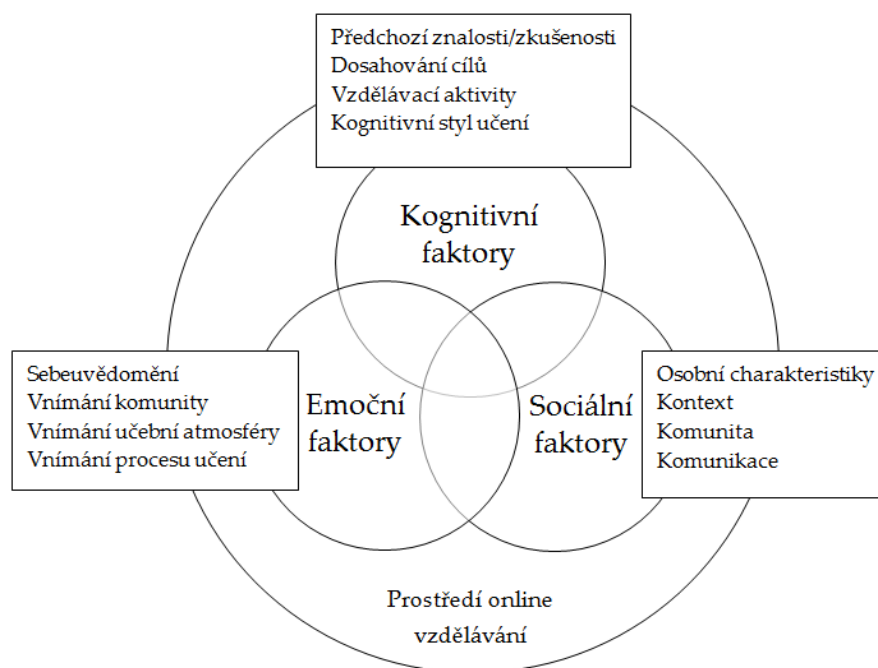 Předchozí znalosti/zkušenosti
Dosahování cílů
Vzdělávací aktivity
Kognitivní styl učení
Kognitivní
faktory
Sebeuvědomění
Vnímání komunity
Vnímání učební atmosféry
Vnímání procesu učení
Emoční
faktory
Sociální
faktory
Osobní charakteristiky
Kontext
Komunita
Komunikace
Prostředí online
vzdělávání